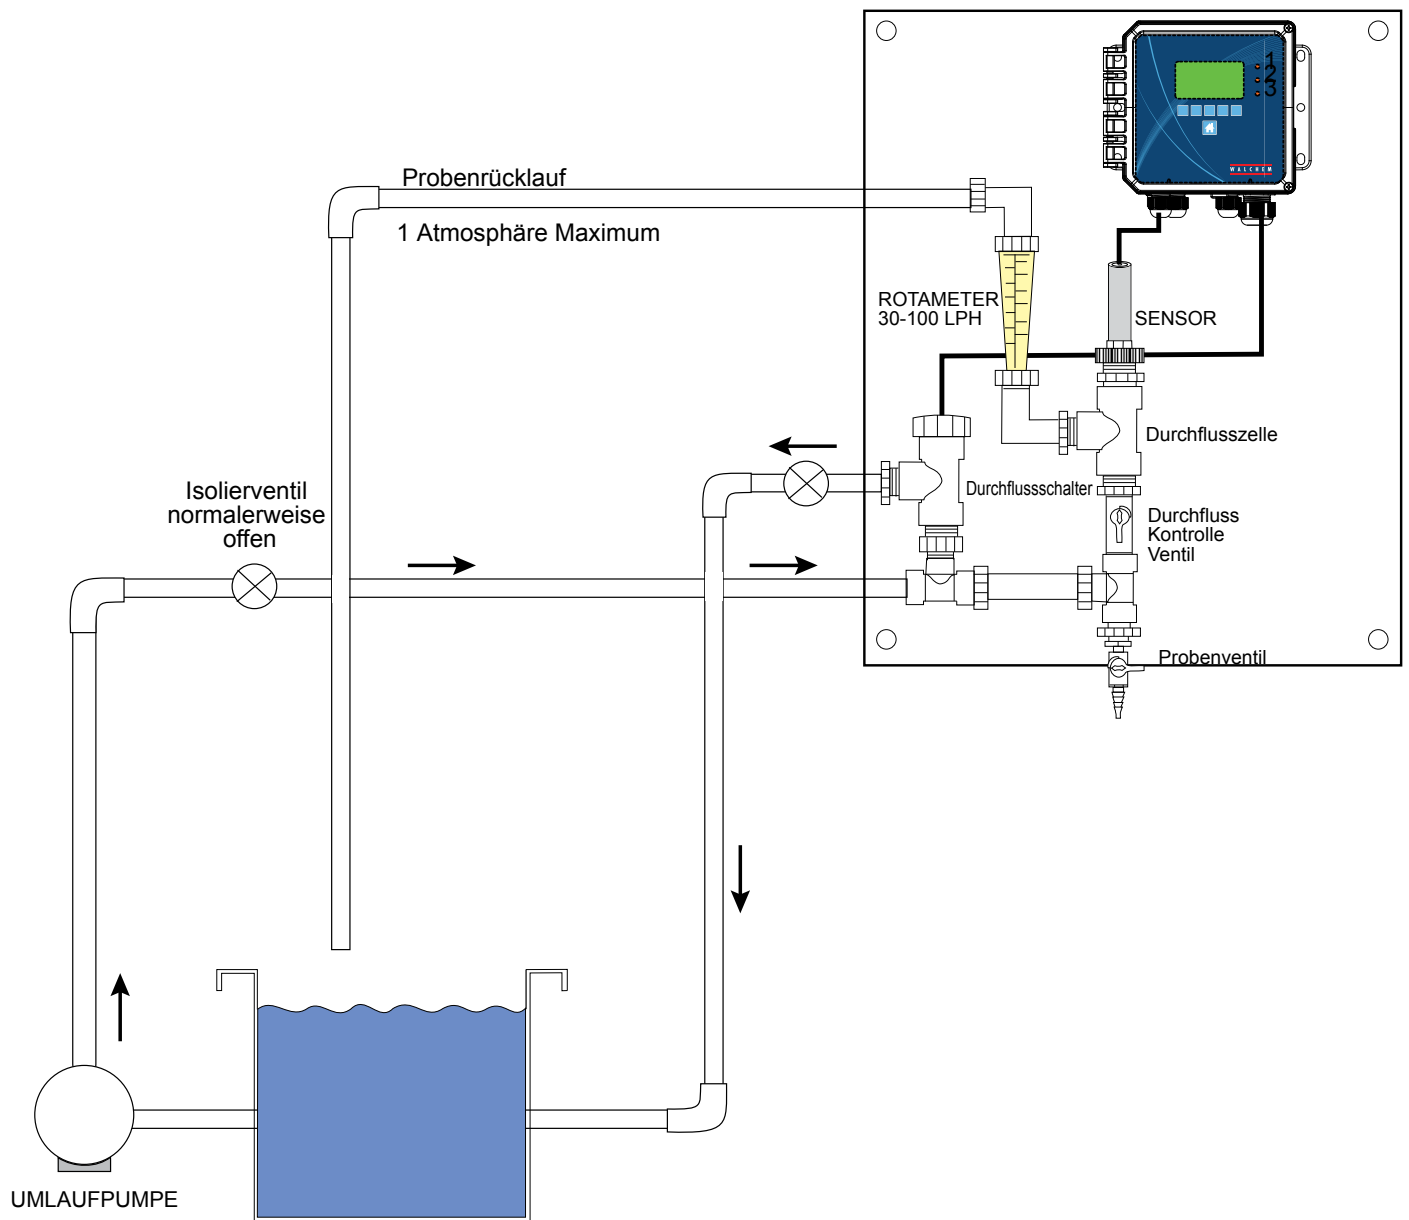 1
2
3
WALCHEM
Probenrücklauf
1 Atmosphäre Maximum
ROTAMETER
30-100 LPH
SENSOR
Durchflusszelle
Isolierventil
normalerweise
offen
Durchflussschalter
Durchfluss
Kontrolle
Ventil
Probenventil
UMLAUFPUMPE